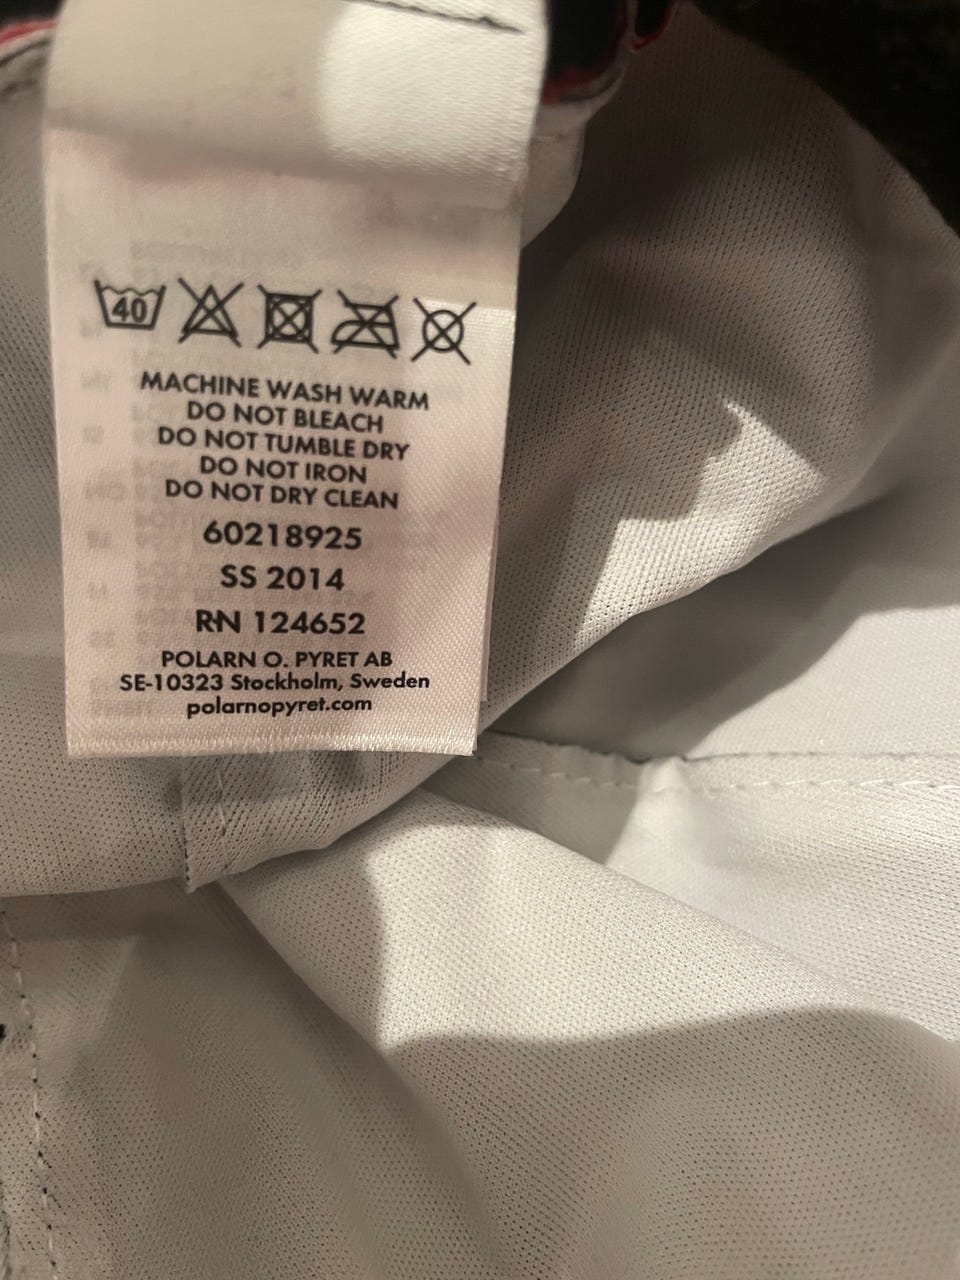 40
MACHINE WASH WARM
DO NOT BLEACH
DO NOT TUMBLE DRY
DO NOT IRON
DO NOT DRY CLEAN
60218925
SS 2014
RN 124652
POLARN O. PYRET AB
SE-10323 Stockholm, Sweden
polarnopyret.com